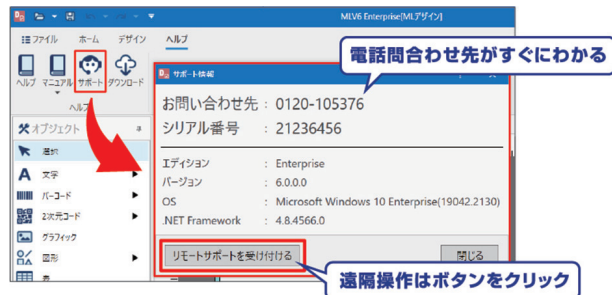 MLV6 Enterprise[MLデザイン]
ファイル ホーム デザイン ヘルプ
ヘルプ マニュアル サポート ダウンロード
ヘルプ
電話問合わせ先がすぐにわかる
サポート情報
お問い合わせ先 : 0120-105376
シリアル番号 : 21236456
エディション : Enterprise
バージョン : 6.0.0.0
OS : Microsoft Windows 10 Enterprise(19042.2130)
.NET Framework : 4.8.4566.0
リモートサポートを受け付ける
閉じる
遠隔操作はボタンをクリック
オブジェクト
選択
A 文字
バーコード
2次元コード
グラフィック
図形
表